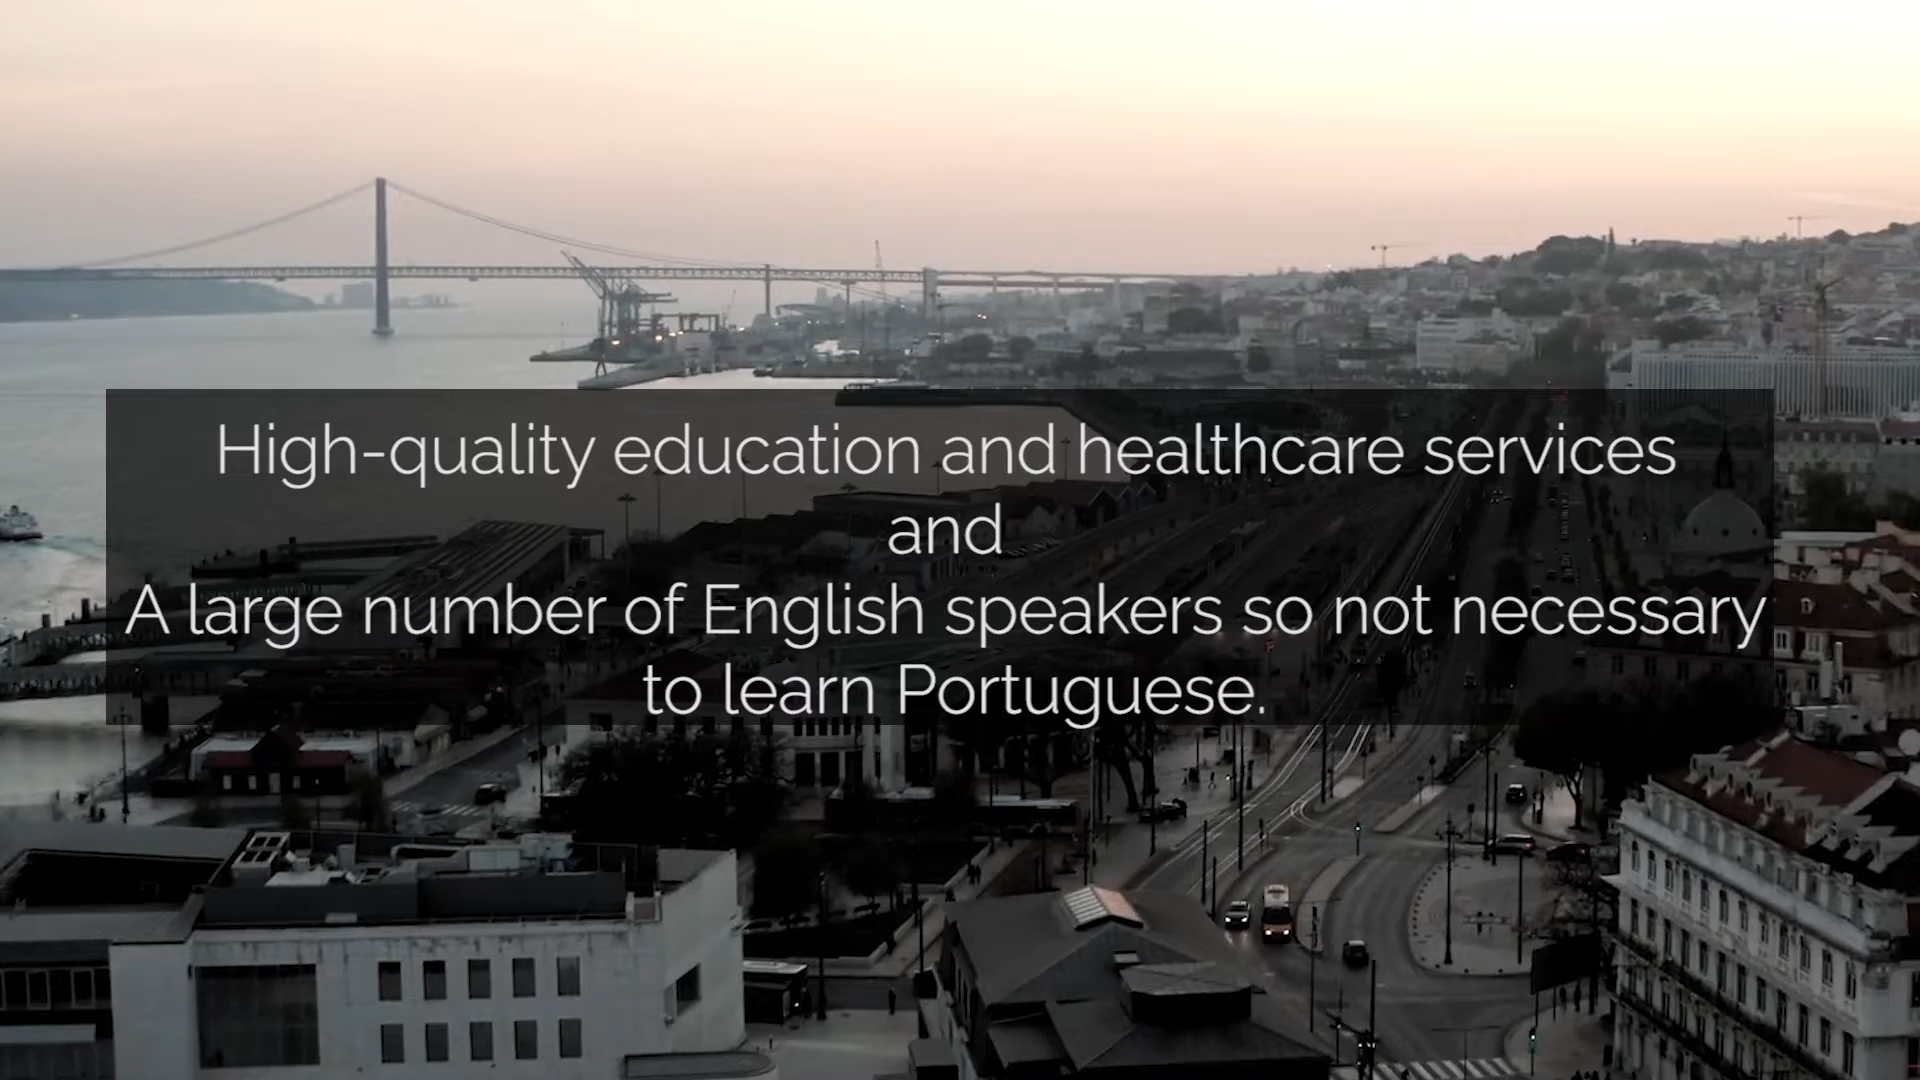 High-quality education and healthcare services
and
A large number of English speakers so not necessary
to learn Portuguese.